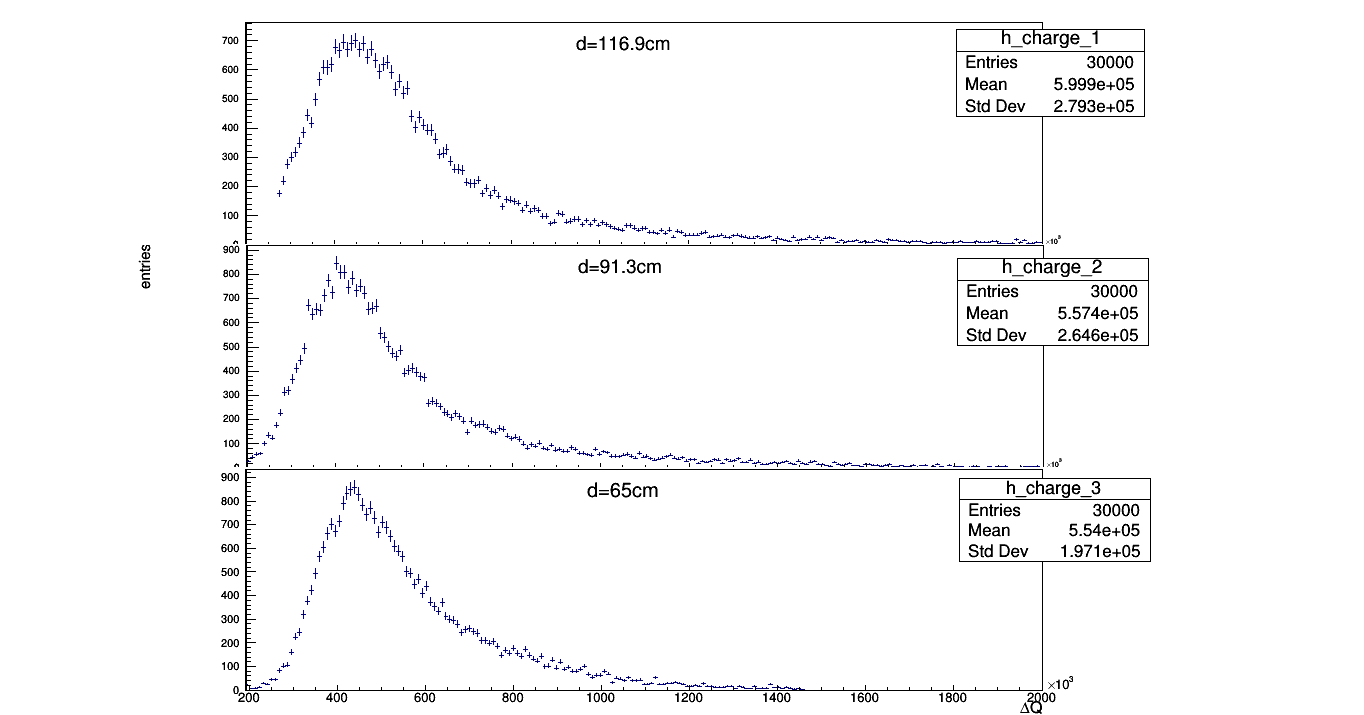 d=116.9cm
h_charge_1
Entries 30000
Mean 5.999e+05
Std Dev 2.793e+05
700
600
500
400
300
200
100
entries
d=91.3cm
h_charge_2
Entries 30000
Mean 5.574e+05
Std Dev 2.646e+05
900
800
700
600
500
400
300
200
100
d=65cm
h_charge_3
Entries 30000
Mean 5.54e+05
Std Dev 1.971e+05
900
800
700
600
500
400
300
200
100
0
200 400 600 800 1000 1200 1400 1600 1800 2000 ×10³
ΔQ